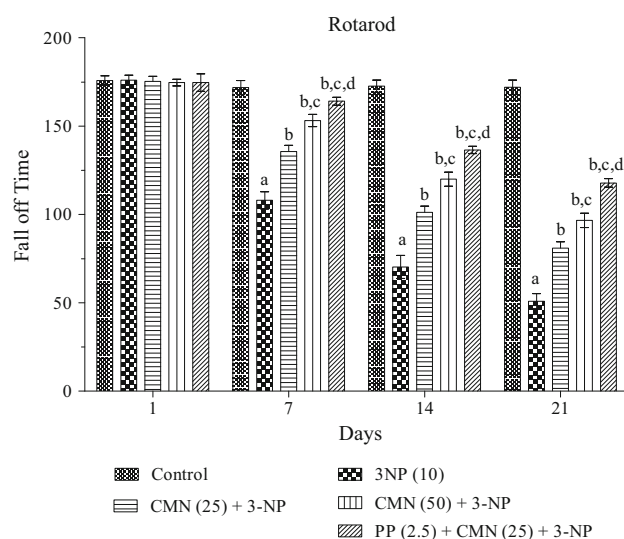 Rotarod
200
150
100
50
0
Fall off Time
a
b
b,c
b,c,d
a
b
b,c
b,c,d
a
b
b,c
b,c,d
1 7 14 21
Days
Control 3NP (10)
CMN (25) + 3-NP CMN (50) + 3-NP
PP (2.5) + CMN (25) + 3-NP